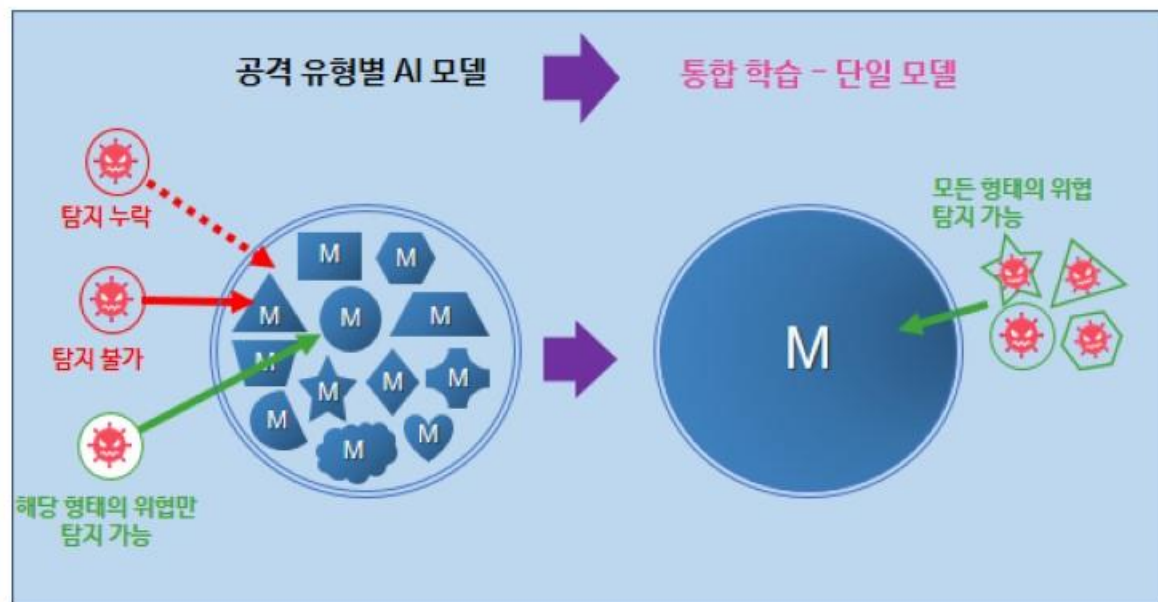 공격 유형별 AI 모델
통합 학습 - 단일 모델
탐지 누락
탐지 불가
해당 형태의 위협만
탐지 가능
M
M
M
M
M
M
M
M
M
M
M
M
M
모든 형태의 위협
탐지 가능